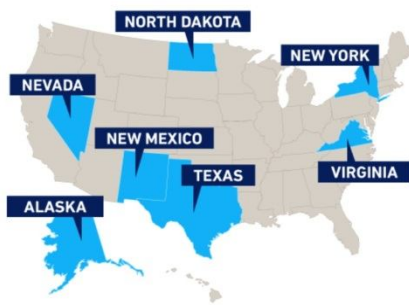 NORTH DAKOTA
NEW YORK
NEVADA
NEW MEXICO
TEXAS
VIRGINIA
ALASKA